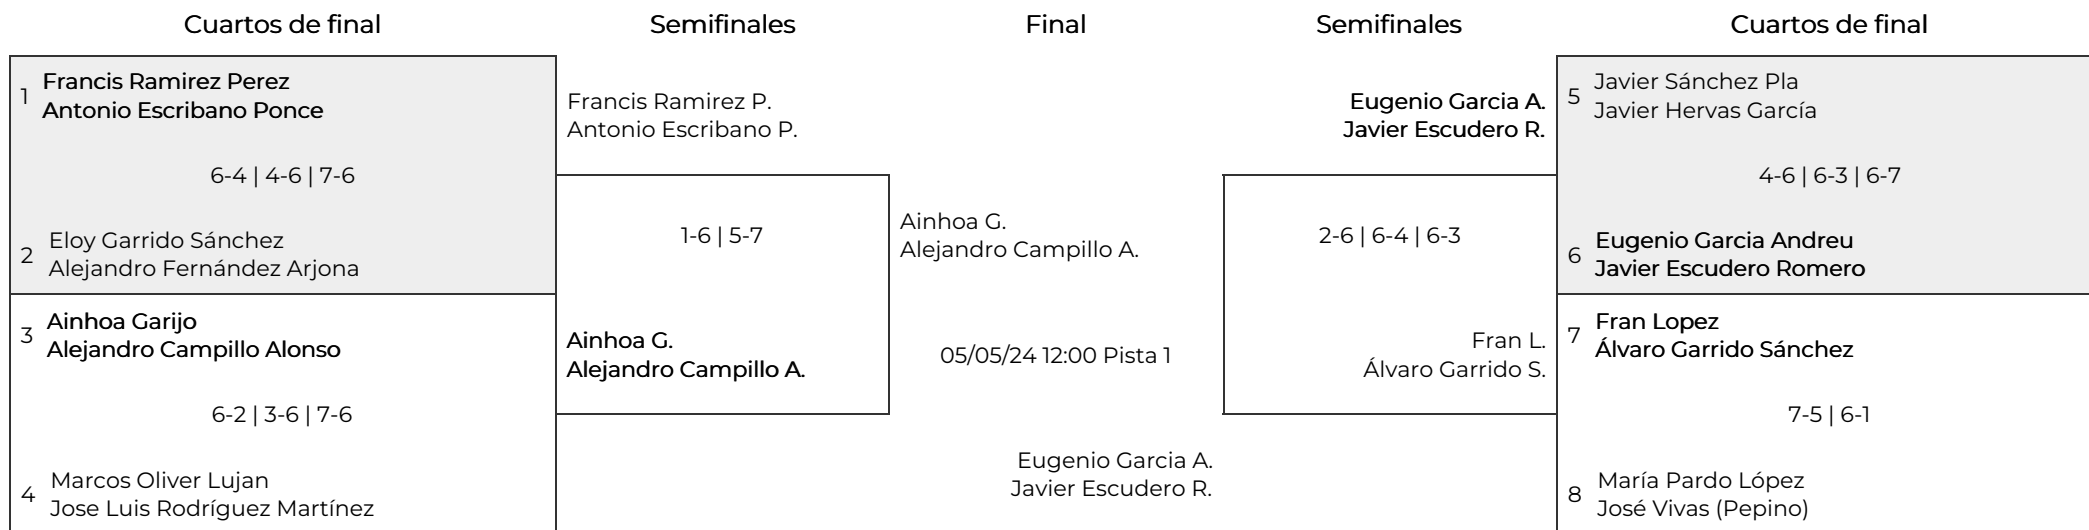 Cuartos de final
Semifinales
Final
Semifinales
Cuartos de final
1
Francis Ramirez Perez
Antonio Escribano Ponce
6-4 | 4-6 | 7-6
2
Eloy Garrido Sánchez
Alejandro Fernández Arjona
3
Ainhoa Garijo
Alejandro Campillo Alonso
6-2 | 3-6 | 7-6
4
Marcos Oliver Lujan
Jose Luis Rodríguez Martínez
Francis Ramirez P.
Antonio Escribano P.
1-6 | 5-7
Ainhoa G.
Alejandro Campillo A.
Ainhoa G.
Alejandro Campillo A.
05/05/24 12:00 Pista 1
Eugenio Garcia A.
Javier Escudero R.
Eugenio Garcia A.
Javier Escudero R.
2-6 | 6-4 | 6-3
Fran L.
Álvaro Garrido S.
5
Javier Sánchez Pla
Javier Hervas García
4-6 | 6-3 | 6-7
6
Eugenio Garcia Andreu
Javier Escudero Romero
7
Fran Lopez
Álvaro Garrido Sánchez
7-5 | 6-1
8
María Pardo López
José Vivas (Pepino)